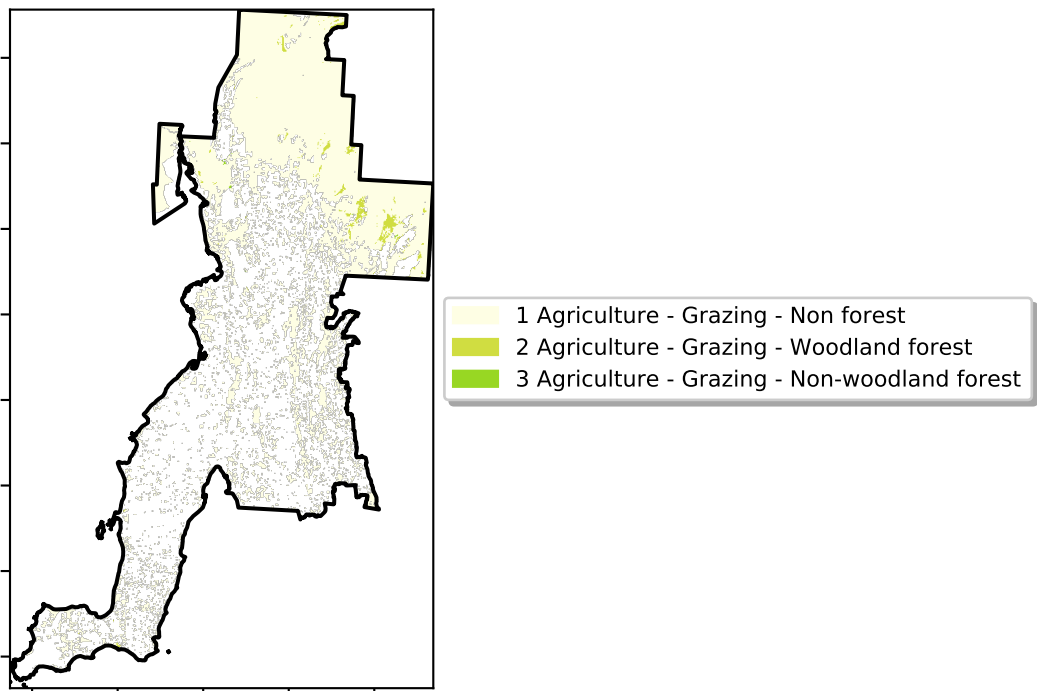 1 Agriculture - Grazing - Non forest
2 Agriculture - Grazing - Woodland forest
3 Agriculture - Grazing - Non-woodland forest